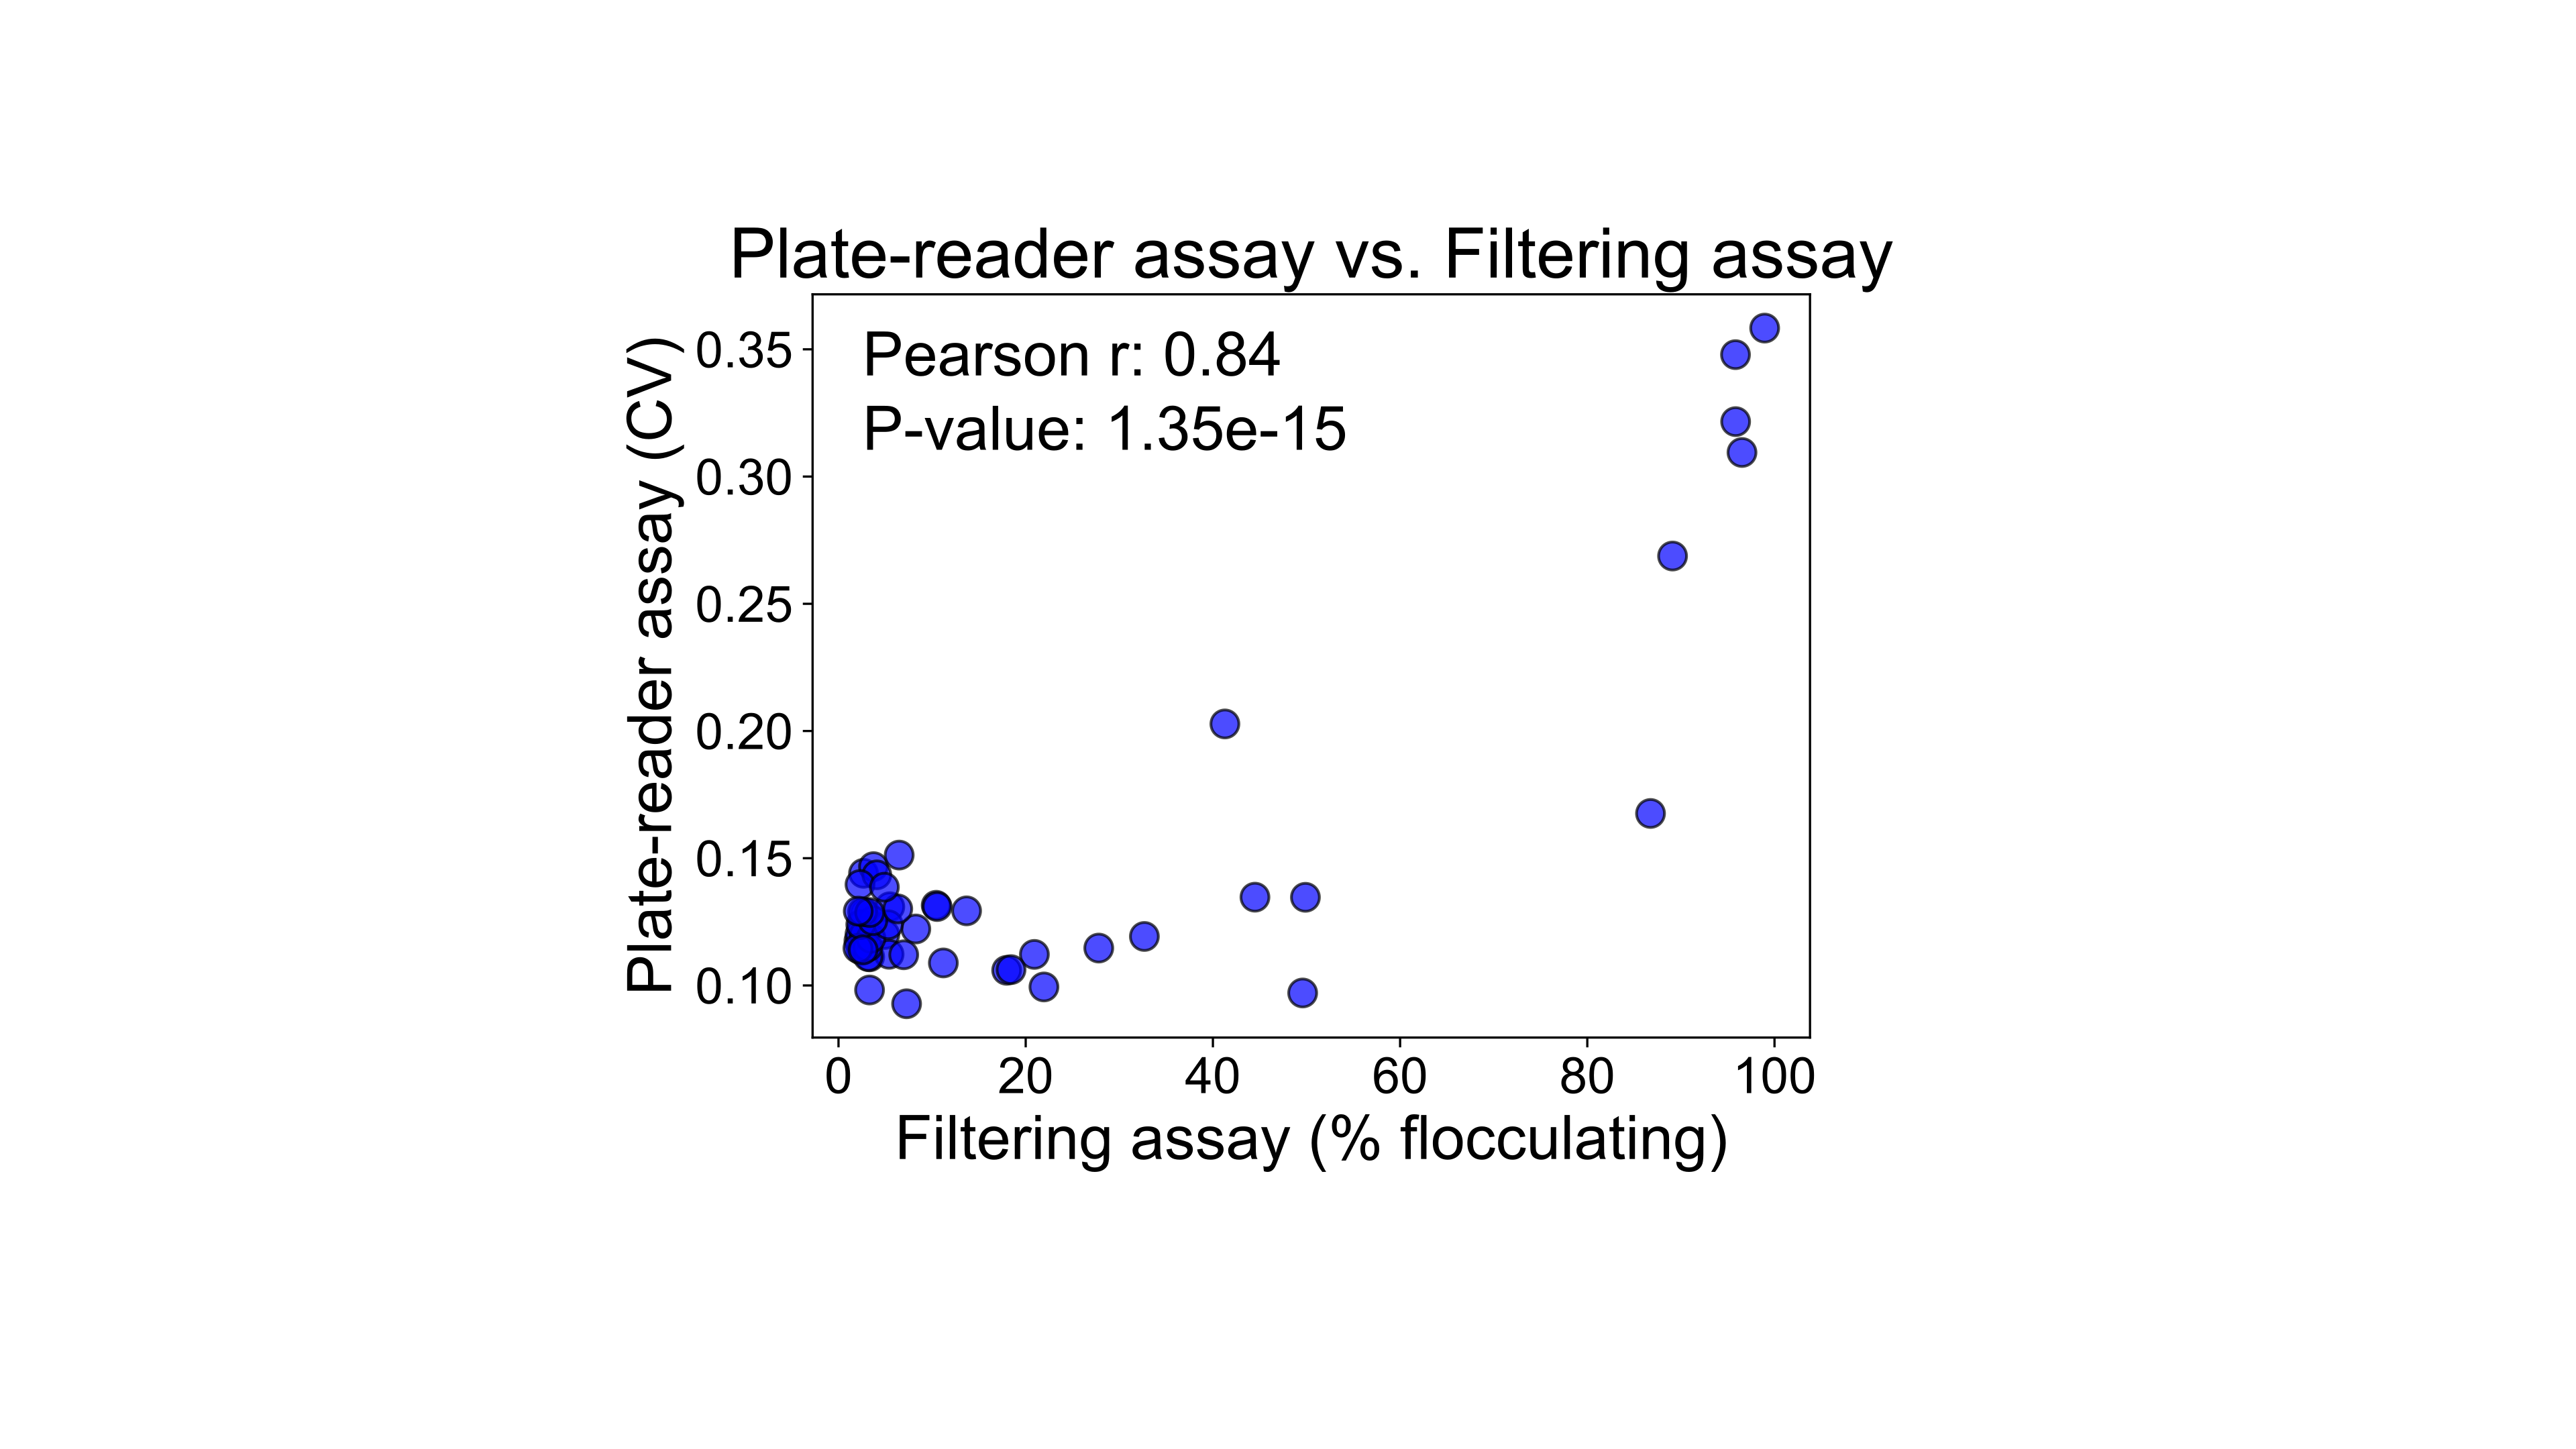 Plate-reader assay vs. Filtering assay
Pearson r: 0.84
P-value: 1.35e-15
Plate-reader assay (CV)
0.35
0.30
0.25
0.20
0.15
0.10
0 20 40 60 80 100
Filtering assay (% flocculating)